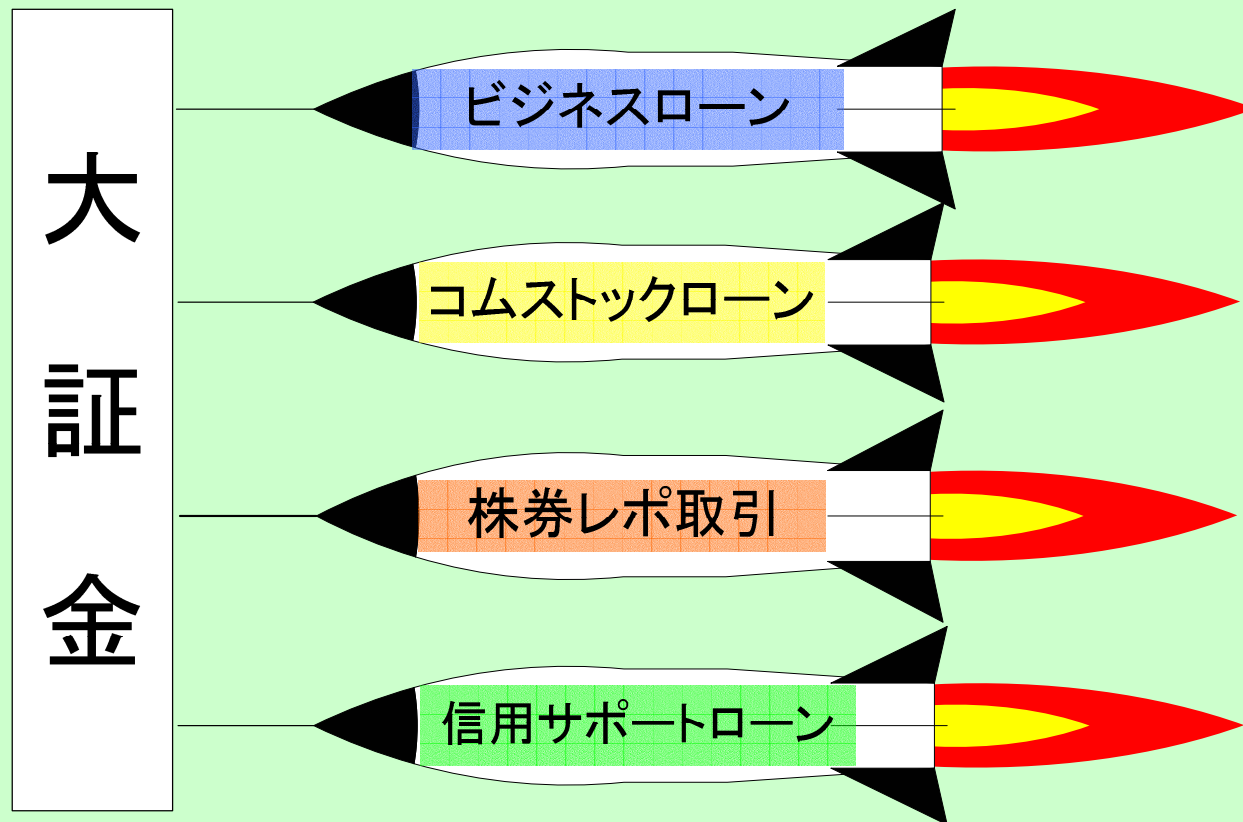 大証金
ビジネスローン
コムストックローン
株券レポ取引
信用サポートローン